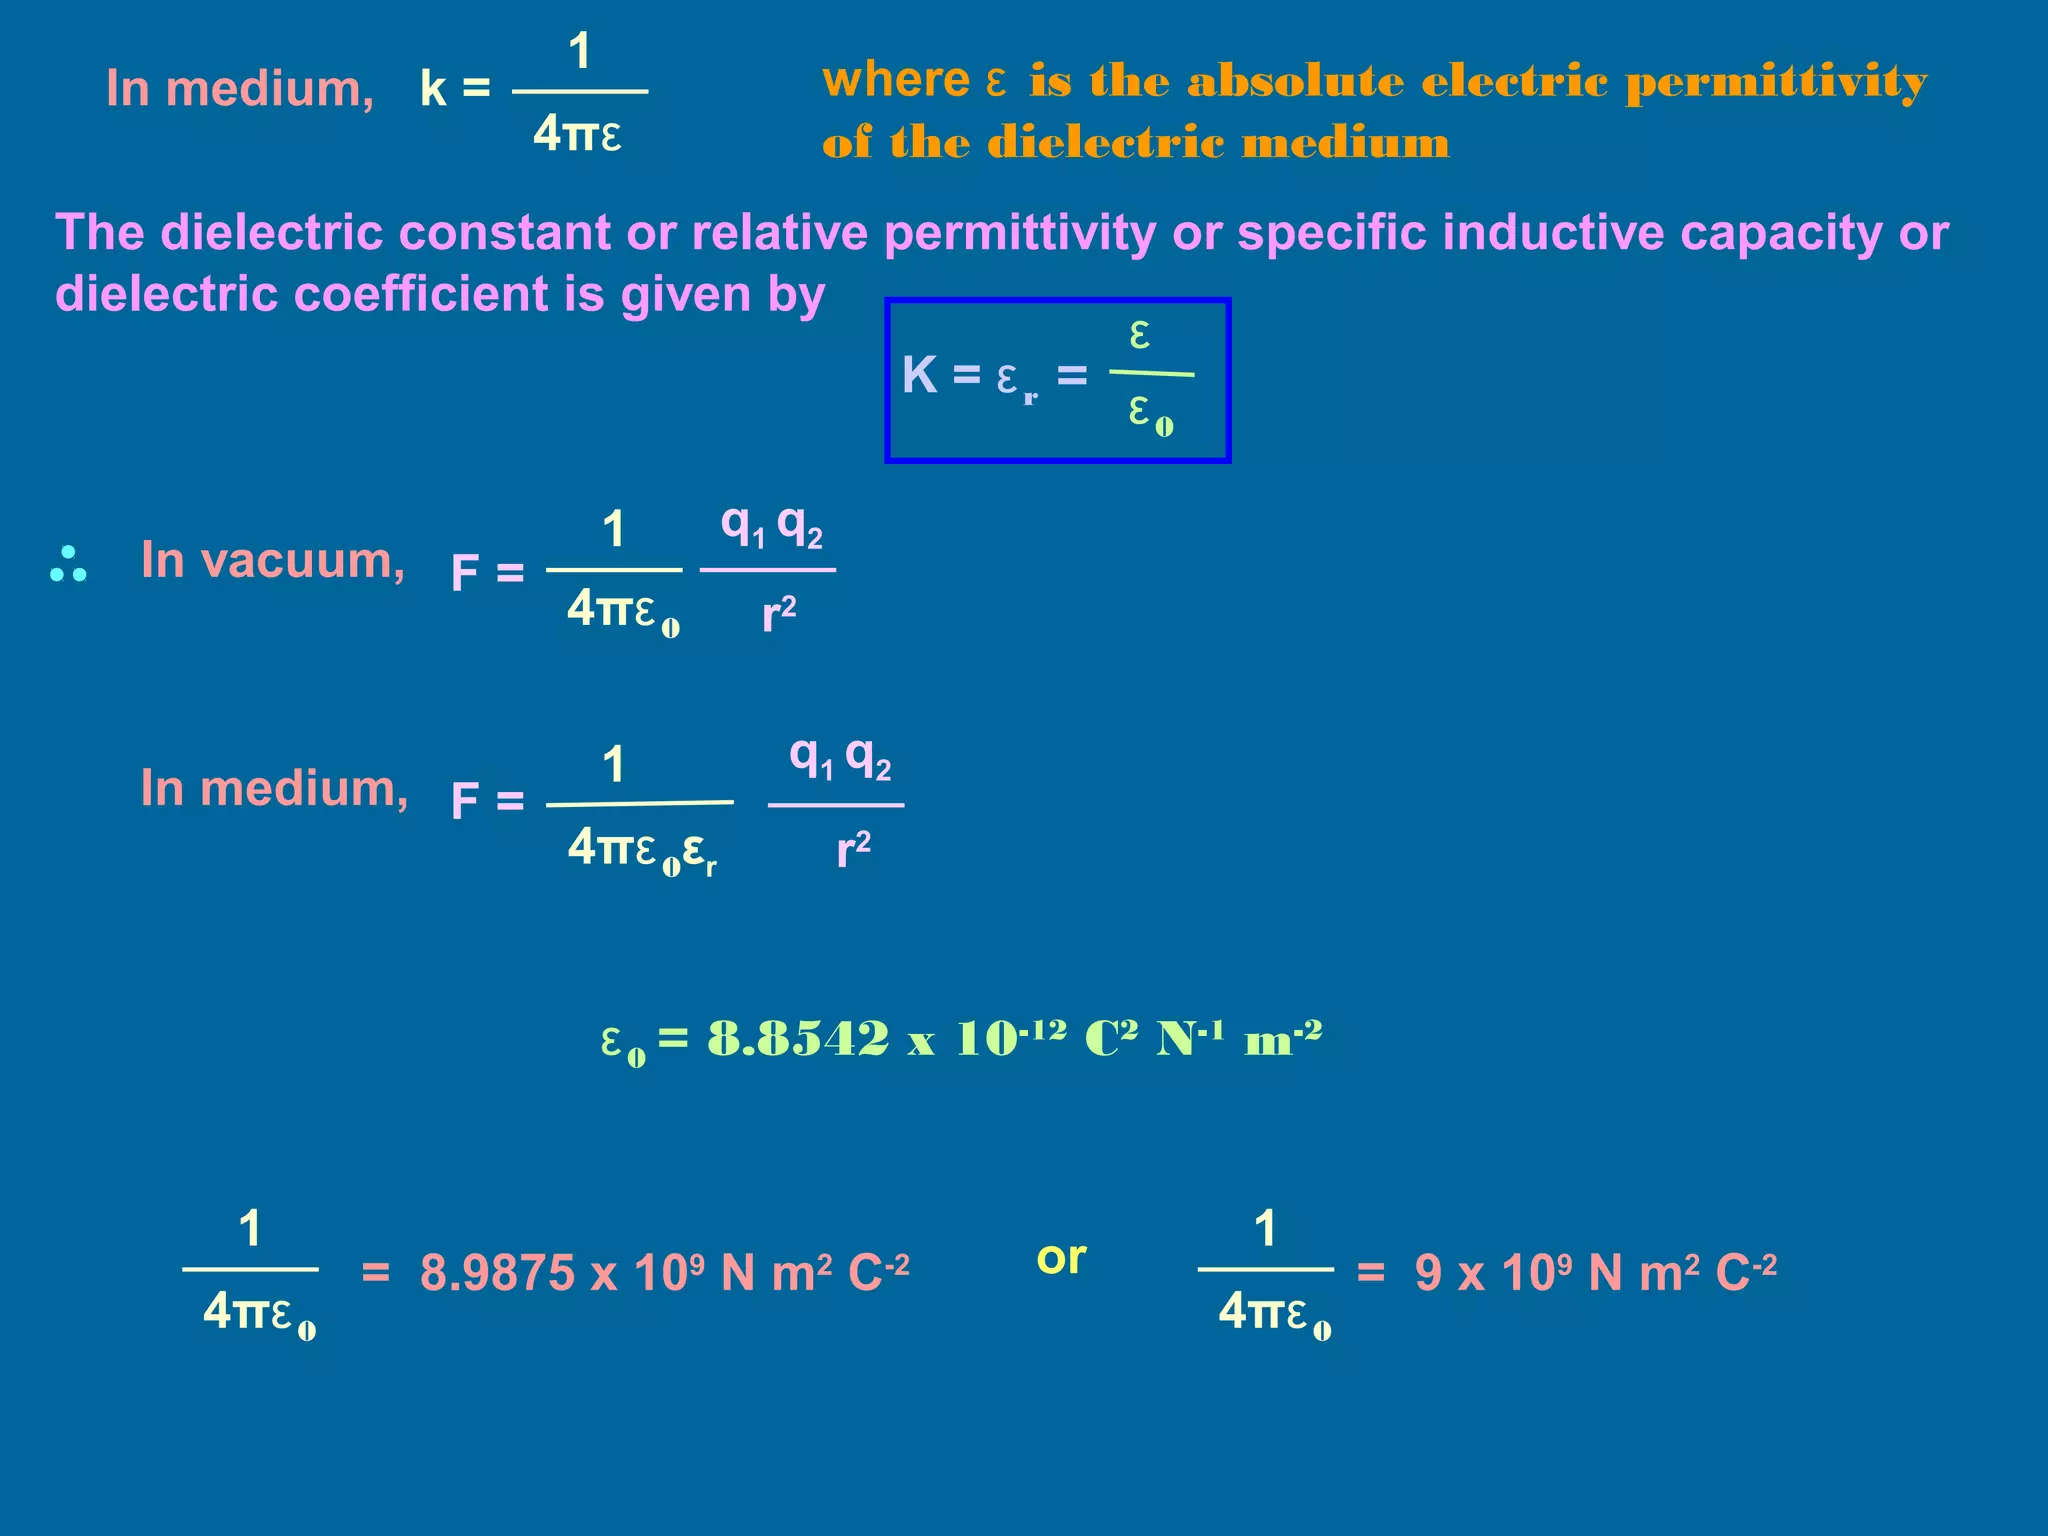 In medium, k = 1 / 4πε where ε is the absolute electric permittivity
of the dielectric medium
The dielectric constant or relative permittivity or specific inductive capacity or
dielectric coefficient is given by
K = εr = ε / ε0
∴ In vacuum, F = 1 / 4πε0 q1 q2 / r²
In medium, F = 1 / 4πε0εr q1 q2 / r²
ε0 = 8.8542 x 10⁻¹² C² N⁻¹ m⁻²
1 / 4πε0 = 8.9875 x 10⁹ N m² C⁻² or 1 / 4πε0 = 9 x 10⁹ N m² C⁻²